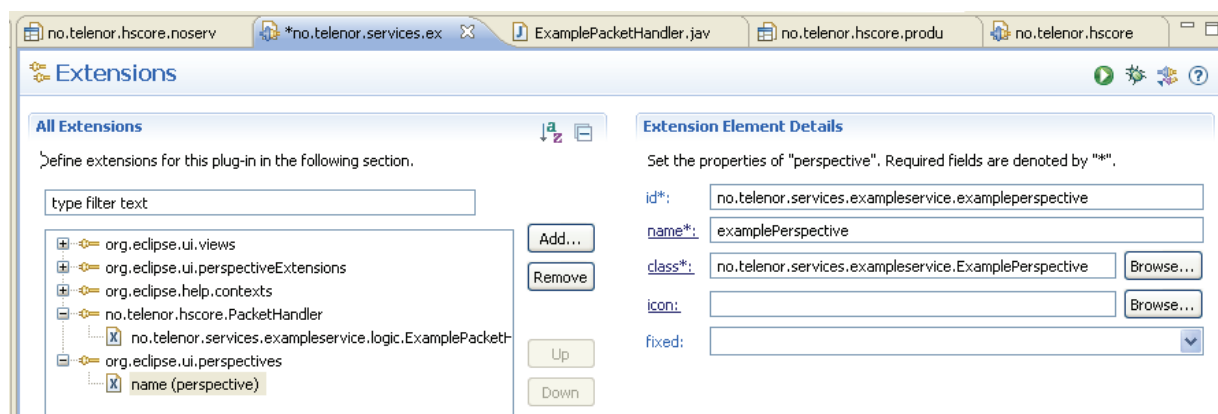 no.telenor.hscore.noserv *no.telenor.services.ex ExamplePacketHandler.jav no.telenor.hscore.produ no.telenor.hscore
Extensions
All Extensions
Define extensions for this plug-in in the following section.
type filter text
Add...
Remove
Up
Down
org.eclipse.ui.views
org.eclipse.ui.perspectiveExtensions
org.eclipse.help.contexts
no.telenor.hscore.PacketHandler
no.telenor.services.exampleservice.logic.ExamplePacketH
org.eclipse.ui.perspectives
name (perspective)
Extension Element Details
Set the properties of "perspective". Required fields are denoted by "*".
id*: no.telenor.services.exampleservice.exampleperspective
name*: examplePerspective
class*: no.telenor.services.exampleservice.ExamplePerspective Browse...
icon: Browse...
fixed: